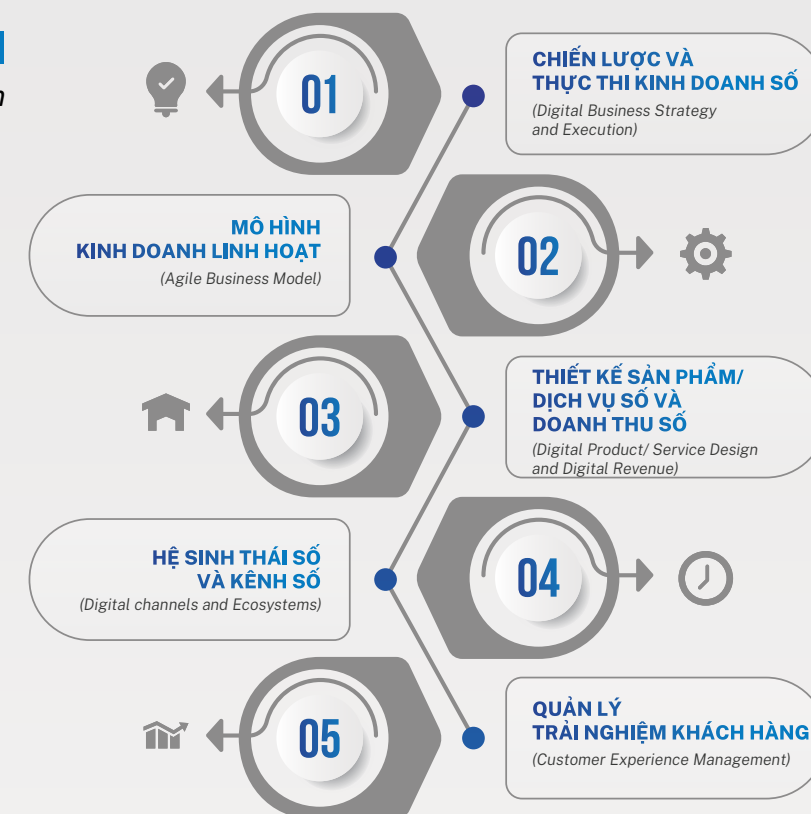 n
01
CHIẾN LƯỢC VÀ
THỰC THI KINH DOANH SỐ
(Digital Business Strategy
and Execution)
MÔ HÌNH
KINH DOANH LINH HOẠT
(Agile Business Model)
02
03
THIẾT KẾ SẢN PHẨM/
DỊCH VỤ SỐ VÀ
DOANH THU SỐ
(Digital Product/ Service Design
and Digital Revenue)
HỆ SINH THÁI SỐ
VÀ KÊNH SỐ
(Digital channels and Ecosystems)
04
05
QUẢN LÝ
TRẢI NGHIỆM KHÁCH HÀNG
(Customer Experience Management)